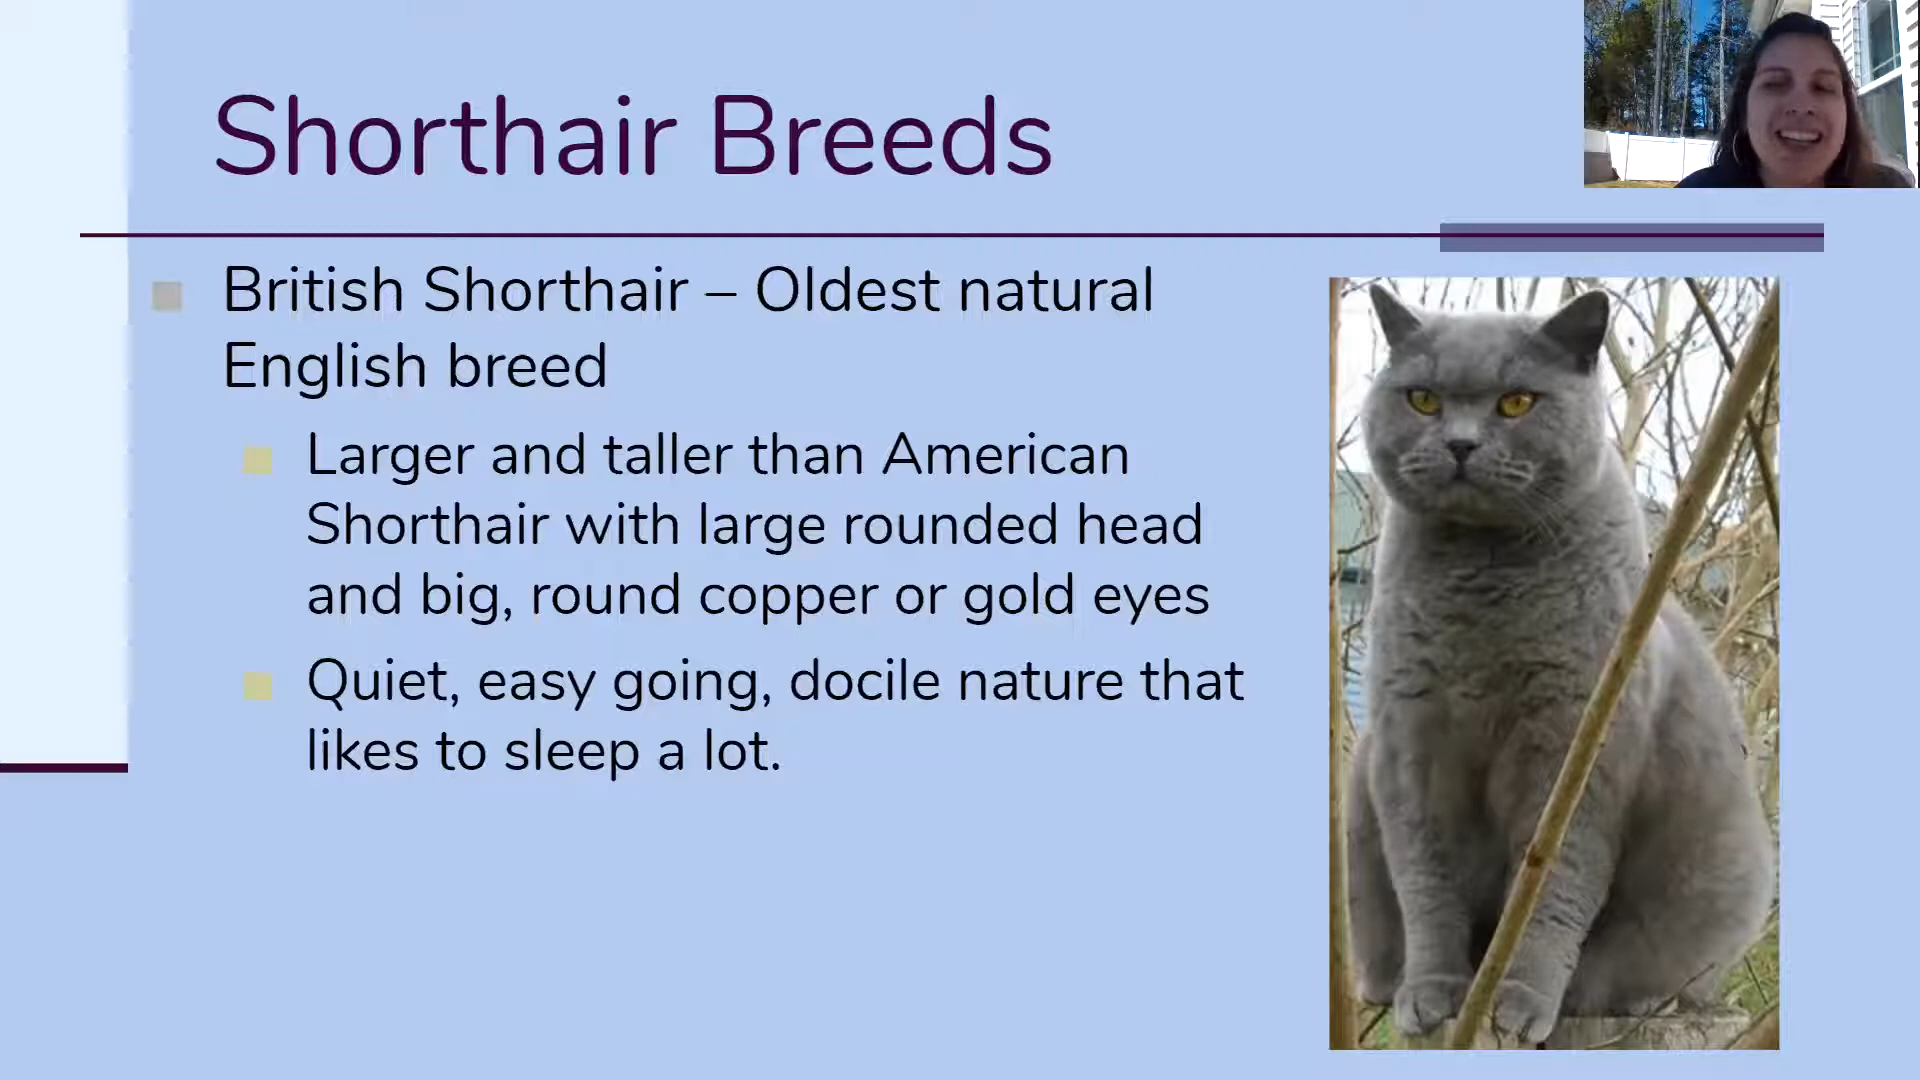 Shorthair Breeds
British Shorthair – Oldest natural
English breed
Larger and taller than American
Shorthair with large rounded head
and big, round copper or gold eyes
Quiet, easy going, docile nature that
likes to sleep a lot.